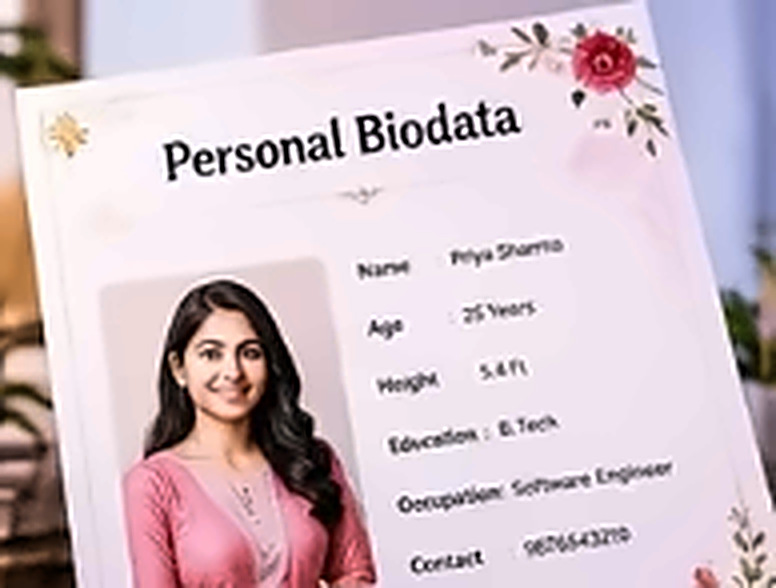 Personal Biodata
Name Priya Sharma
Age : 25 Years
Height 5.4 Ft
Education : B.Tech
Occupation: Software Engineer
Contact : 9876543210